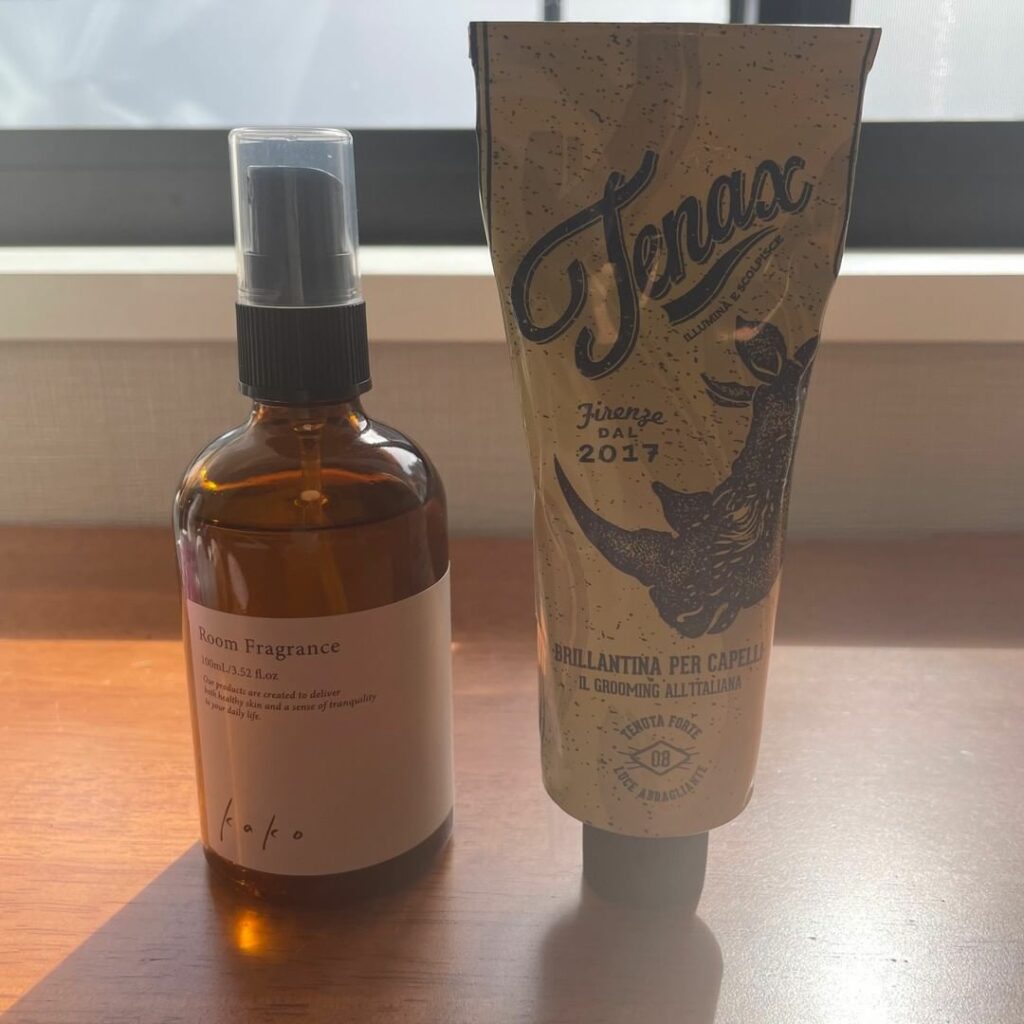 Room Fragrance
100mL/3.52 fl.oz
Our products are created to deliver
both healthy skin and a sense of tranquility
to your daily life.
kako
Tenax
ILLUMINA E SCOLPISCE
Firenze
DAL
2017
BRILLANTINA PER CAPELLI
IL GROOMING ALL'ITALIANA
TENUTA FORTE
08
LUCE ABBAGLIANTE